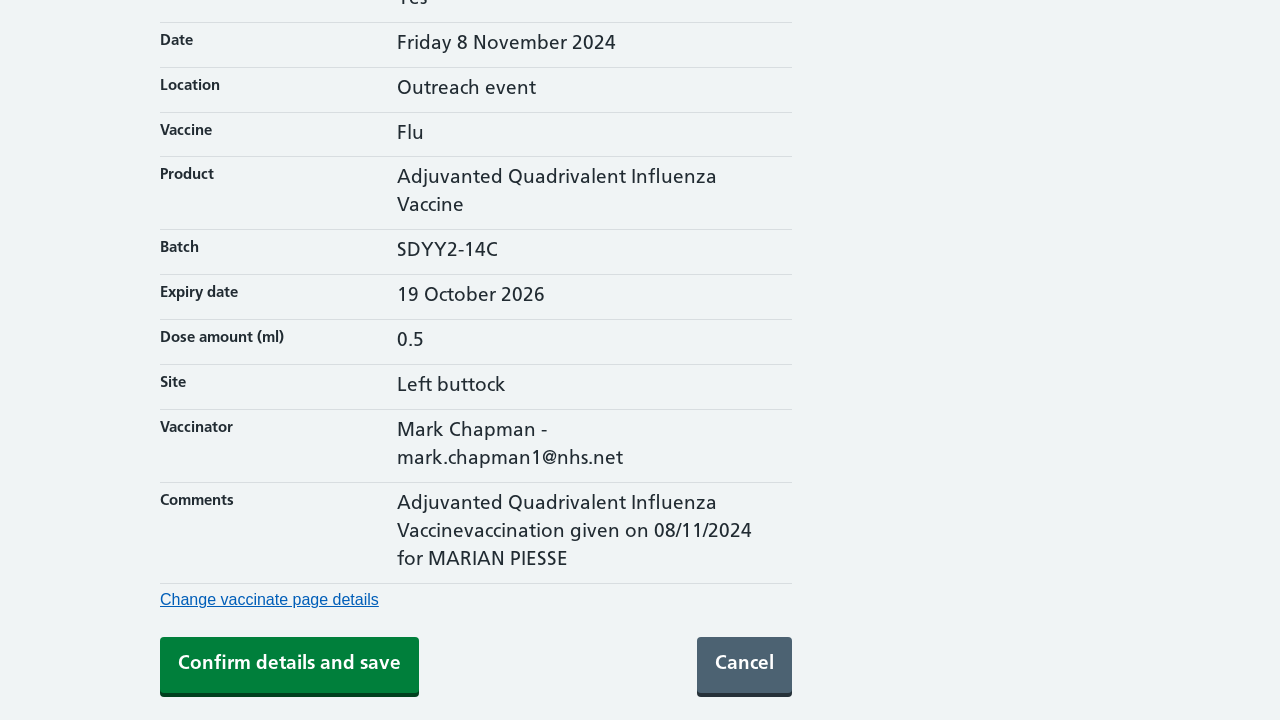 Yes
Date
Friday 8 November 2024
Location
Outreach event
Vaccine
Flu
Product
Adjuvanted Quadrivalent Influenza
Vaccine
Batch
SDYY2-14C
Expiry date
19 October 2026
Dose amount (ml)
0.5
Site
Left buttock
Vaccinator
Mark Chapman -
mark.chapman1@nhs.net
Comments
Adjuvanted Quadrivalent Influenza
Vaccinevaccination given on 08/11/2024
for MARIAN PIESSE
Change vaccinate page details
Confirm details and save
Cancel